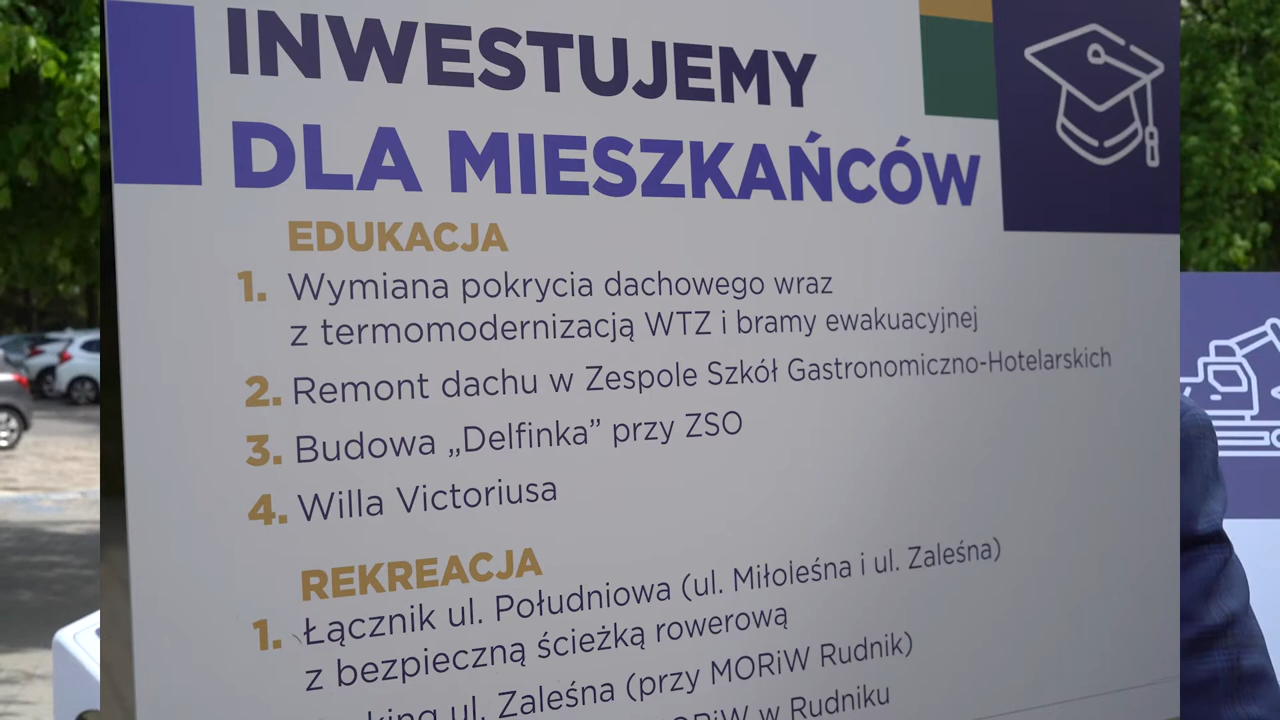 INWESTUJEMY
DLA MIESZKAŃCÓW
EDUKACJA
1. Wymiana pokrycia dachowego wraz
z termomodernizacją WTZ i bramy ewakuacyjnej
2. Remont dachu w Zespole Szkół Gastronomiczno-Hotelarskich
3. Budowa „Delfinka” przy ZSO
4. Willa Victoriusa
REKREACJA
1. Łącznik ul. Południowa (ul. Miłoleśna i ul. Zaleśna)
z bezpieczną ścieżką rowerową
ul. Zaleśna (przy MORiW Rudnik)
w Rudniku